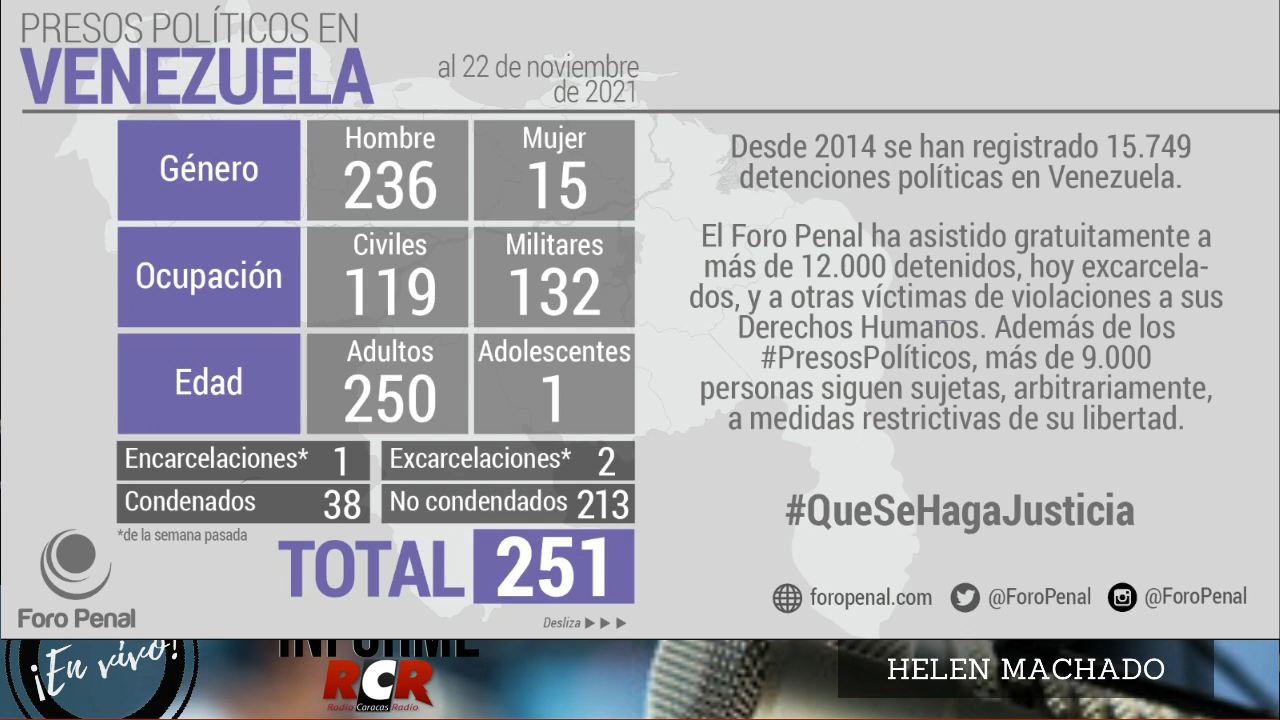 PRESOS POLÍTICOS EN
VENEZUELA
al 22 de noviembre
de 2021
Género
Hombre
236
Mujer
15
Ocupación
Civiles
119
Militares
132
Edad
Adultos
250
Adolescentes
1
Encarcelaciones* 1
Excarcelaciones* 2
Condenados 38
No condendados 213
*de la semana pasada
TOTAL 251
Desliza
Foro Penal
Desde 2014 se han registrado 15.749
detenciones políticas en Venezuela.
El Foro Penal ha asistido gratuitamente a
más de 12.000 detenidos, hoy excarcela-
dos, y a otras víctimas de violaciones a sus
Derechos Humanos. Además de los
#PresosPolíticos, más de 9.000
personas siguen sujetas, arbitrariamente,
a medidas restrictivas de su libertad.
#QueSeHagaJusticia
foropenal.com
@ForoPenal
@ForoPenal
¡En vivo!
INFORME
RCR
Radio Caracas Radio
HELEN MACHADO